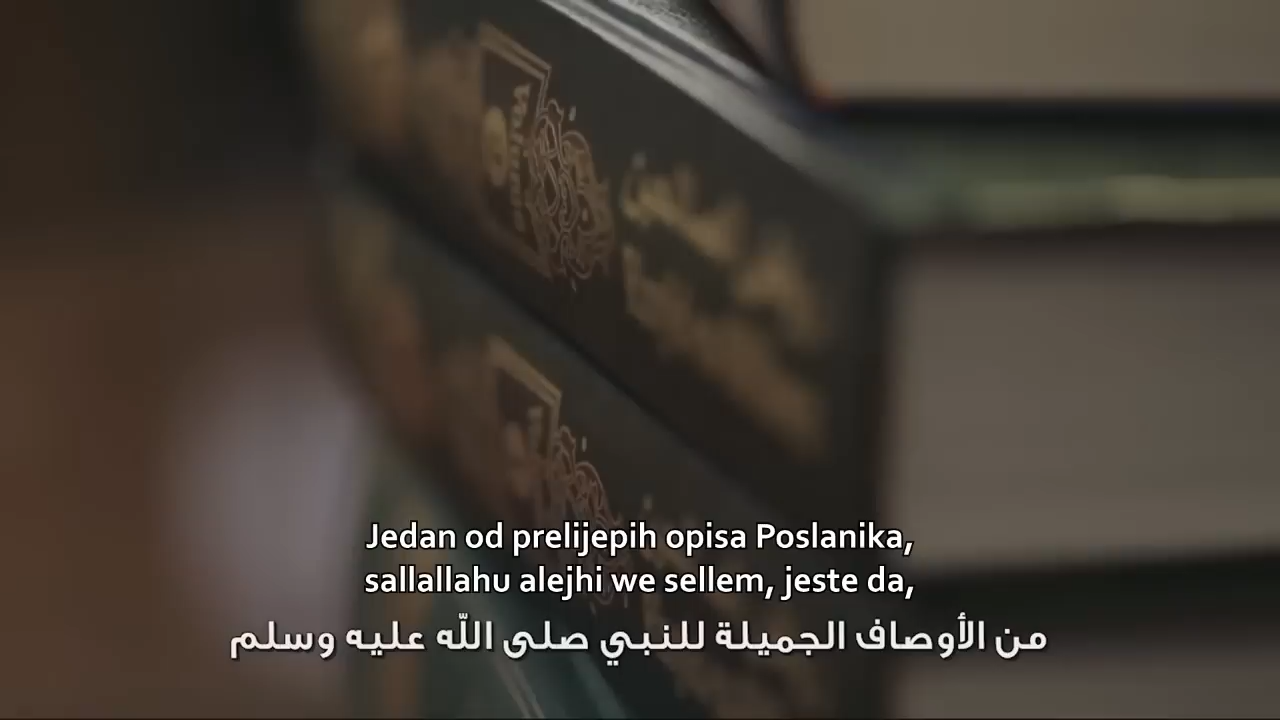 Jedan od prelijepih opisa Poslanika,
sallallahu alejhi we sellem, jeste da,
من الأوصاف الجميلة للنبي صلى الله عليه وسلم